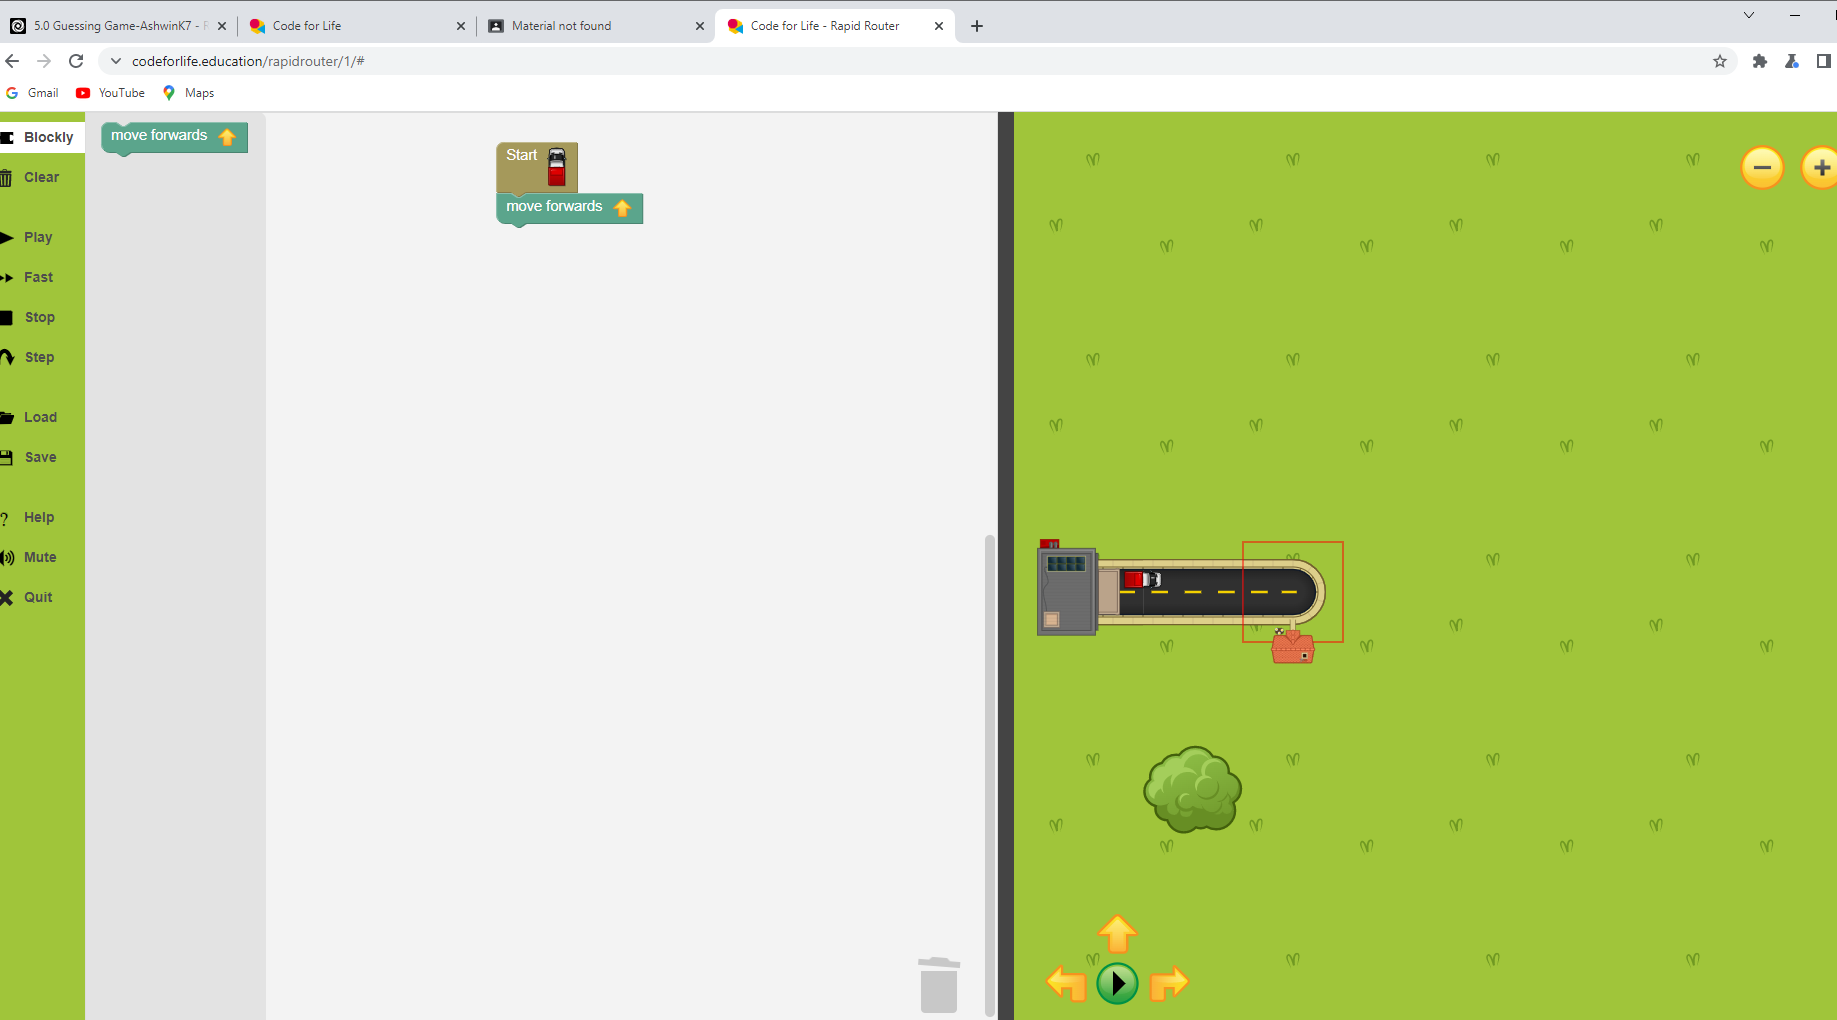 5.0 Guessing Game-AshwinK7 -
Code for Life
Material not found
Code for Life - Rapid Router
codeforlife.education/rapidrouter/1/#
Gmail
YouTube
Maps
Blockly
Clear
Play
Fast
Stop
Step
Load
Save
Help
Mute
Quit
move forwards
Start
move forwards